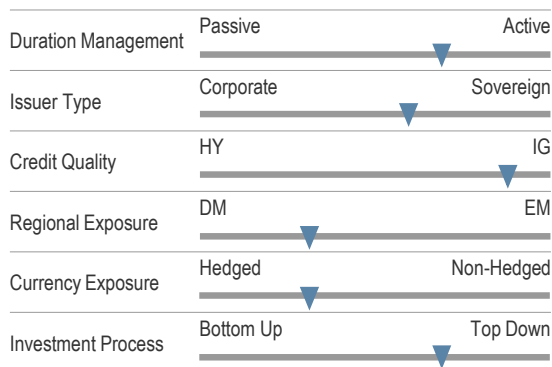 Duration Management Passive Active
Issuer Type Corporate Sovereign
Credit Quality HY IG
Regional Exposure DM EM
Currency Exposure Hedged Non-Hedged
Investment Process Bottom Up Top Down